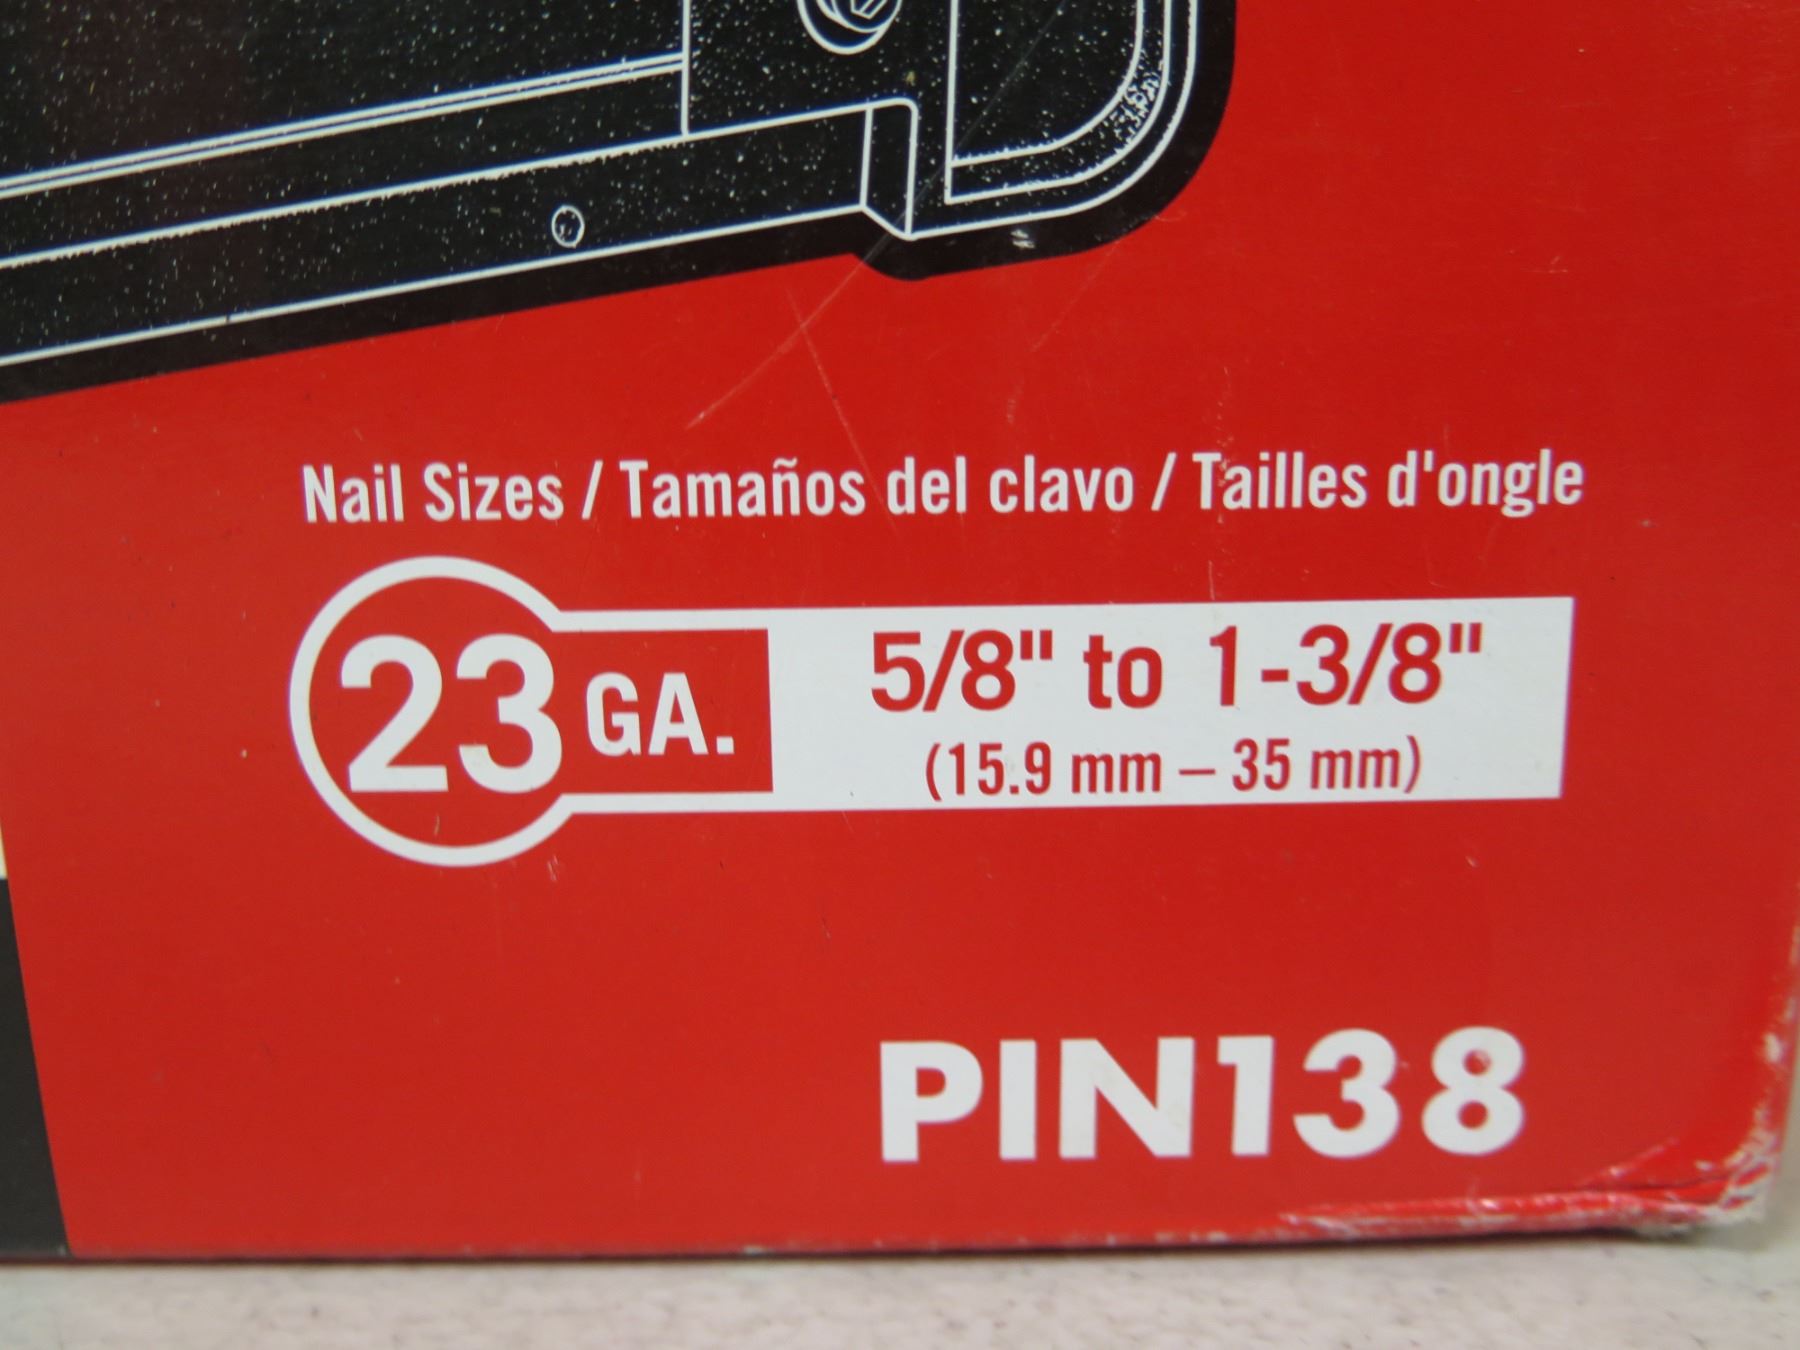 Nail Sizes / Tamaños del clavo / Tailles d'ongle
23 GA. 5/8" to 1-3/8"
(15.9 mm – 35 mm)
PIN138